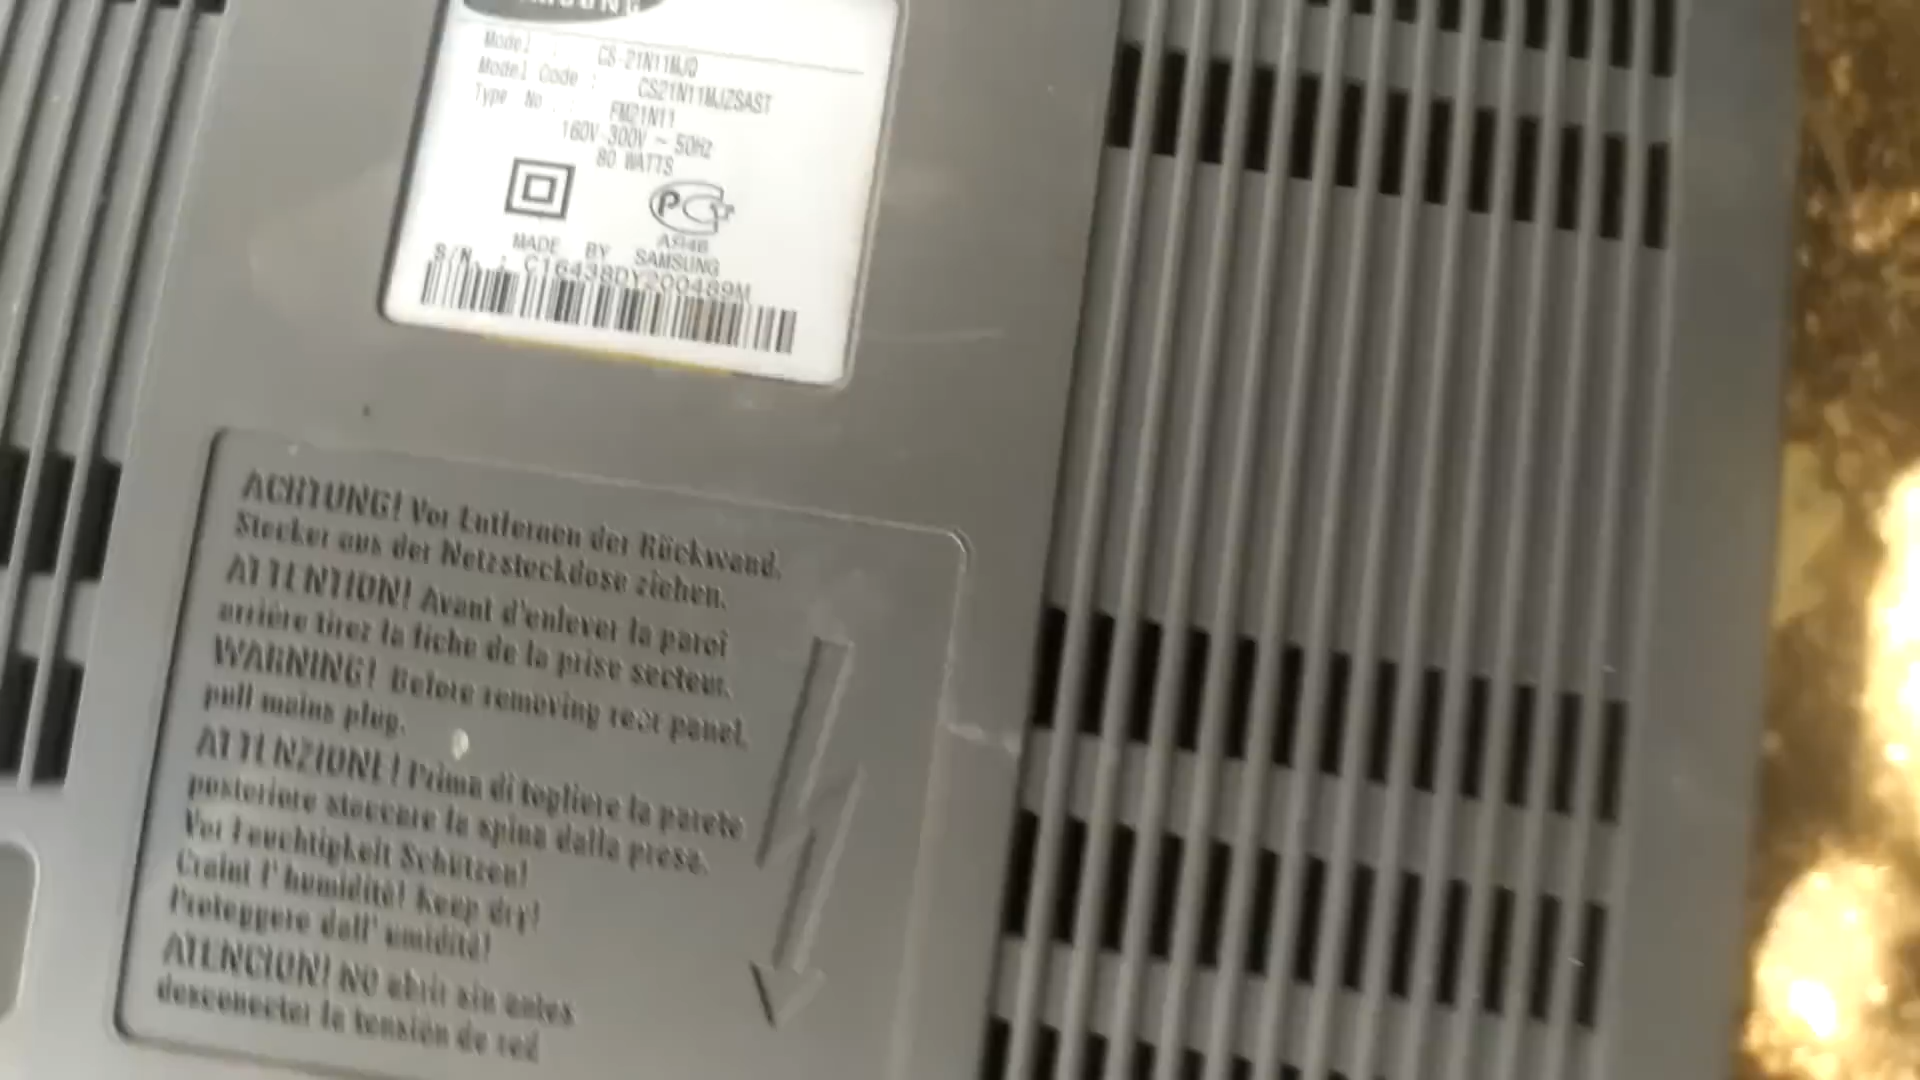 SAMSUNG
Model : CS-21N11MJQ
Model Code : CS21N11MJZSAST
Type No. : FM21N11
160V-300V ~ 50Hz
80 WATTS
MADE BY SAMSUNG
S/N. : C16438DY200489M
ACHTUNG! Vor Entfernen der Rückwand,
Stecker aus der Netzsteckdose ziehen.
ATTENTION! Avant d'enlever la paroi
arrière tirez la fiche de la prise secteur.
WARNING! Before removing rear panel,
pull mains plug.
ATTENZIONE! Prima di togliere la parete
posteriore staccare la spina dalla presa.
Vor Feuchtigkeit Schützen!
Craint l'humidité! Keep dry!
Proteggere dall' umidità!
ATENCION! NO abrir sin antes
desconectar la tensión de red